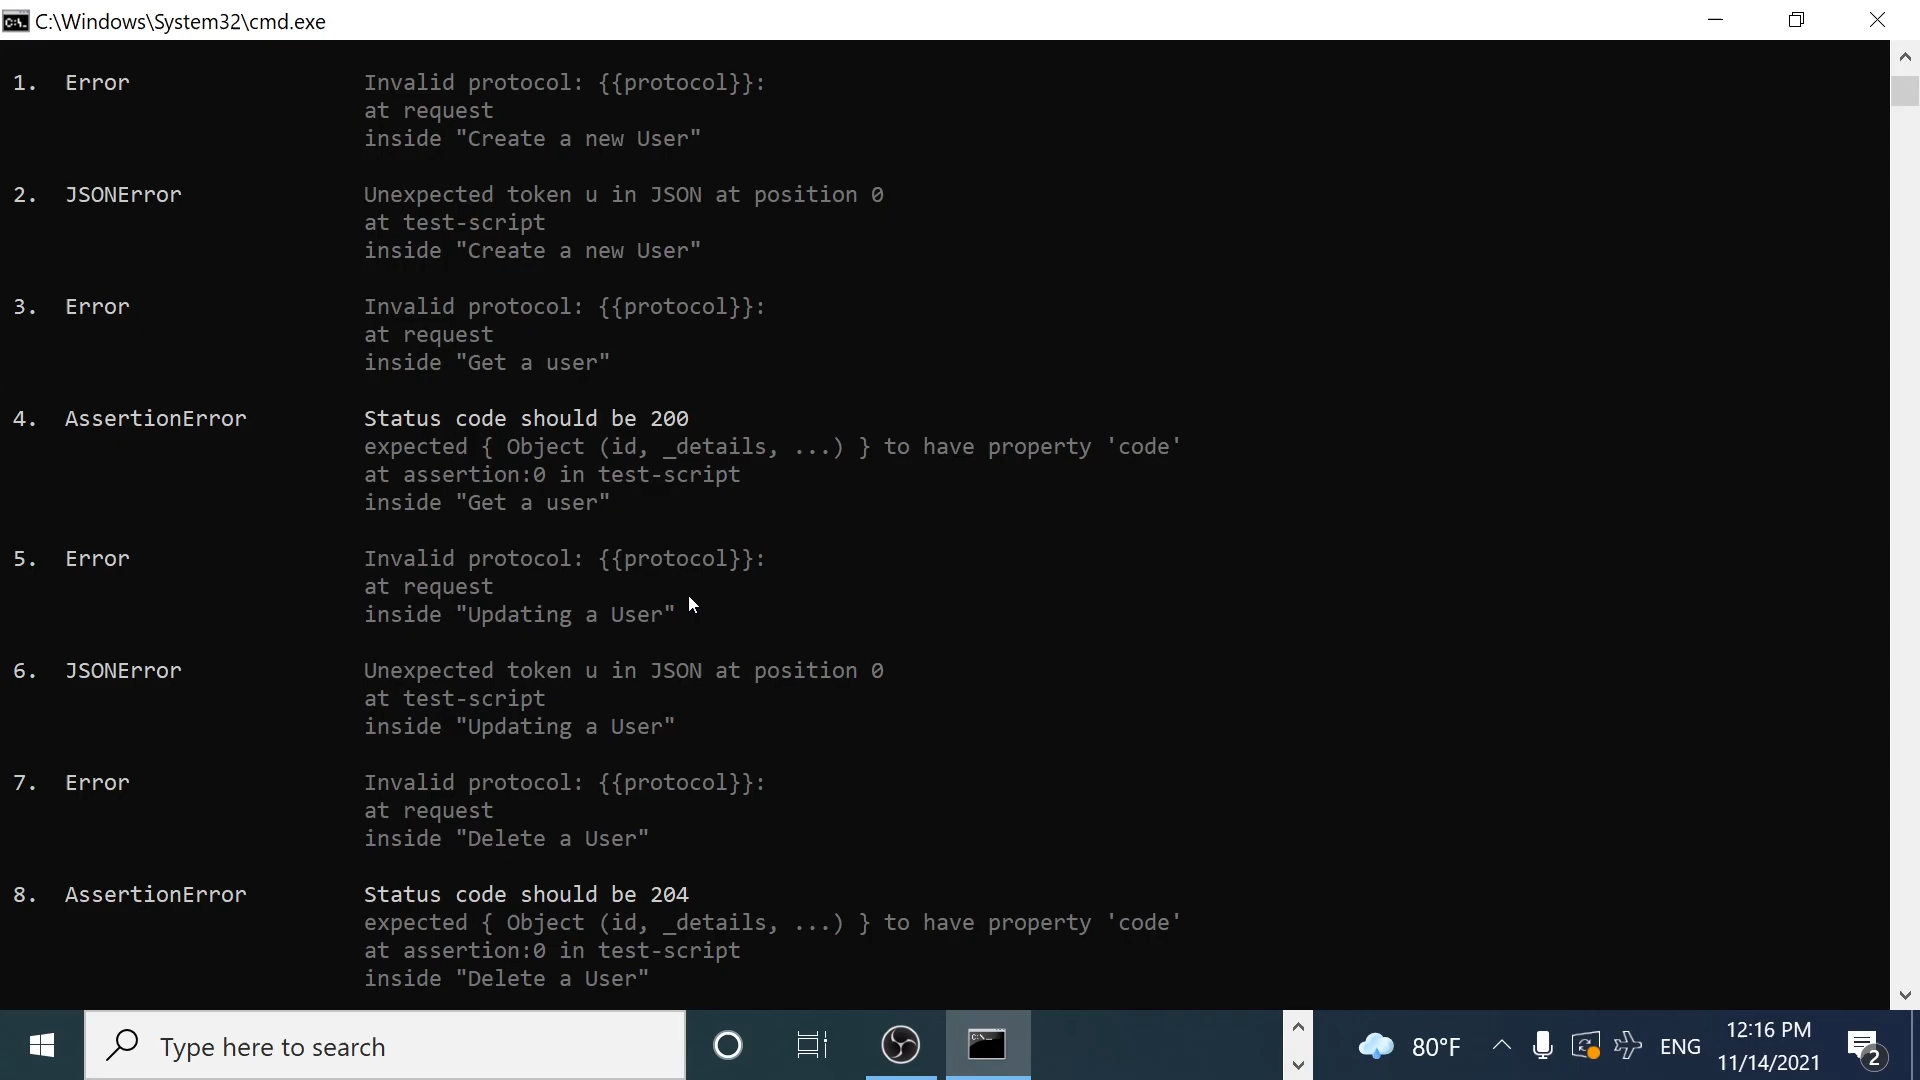 C:\Windows\System32\cmd.exe
1. Error Invalid protocol: {{protocol}}:
at request
inside "Create a new User"
2. JSONError Unexpected token u in JSON at position 0
at test-script
inside "Create a new User"
3. Error Invalid protocol: {{protocol}}:
at request
inside "Get a user"
4. AssertionError Status code should be 200
expected { Object (id, _details, ...) } to have property 'code'
at assertion:0 in test-script
inside "Get a user"
5. Error Invalid protocol: {{protocol}}:
at request
inside "Updating a User"
6. JSONError Unexpected token u in JSON at position 0
at test-script
inside "Updating a User"
7. Error Invalid protocol: {{protocol}}:
at request
inside "Delete a User"
8. AssertionError Status code should be 204
expected { Object (id, _details, ...) } to have property 'code'
at assertion:0 in test-script
inside "Delete a User"
Type here to search
80°F
ENG
12:16 PM
11/14/2021
2